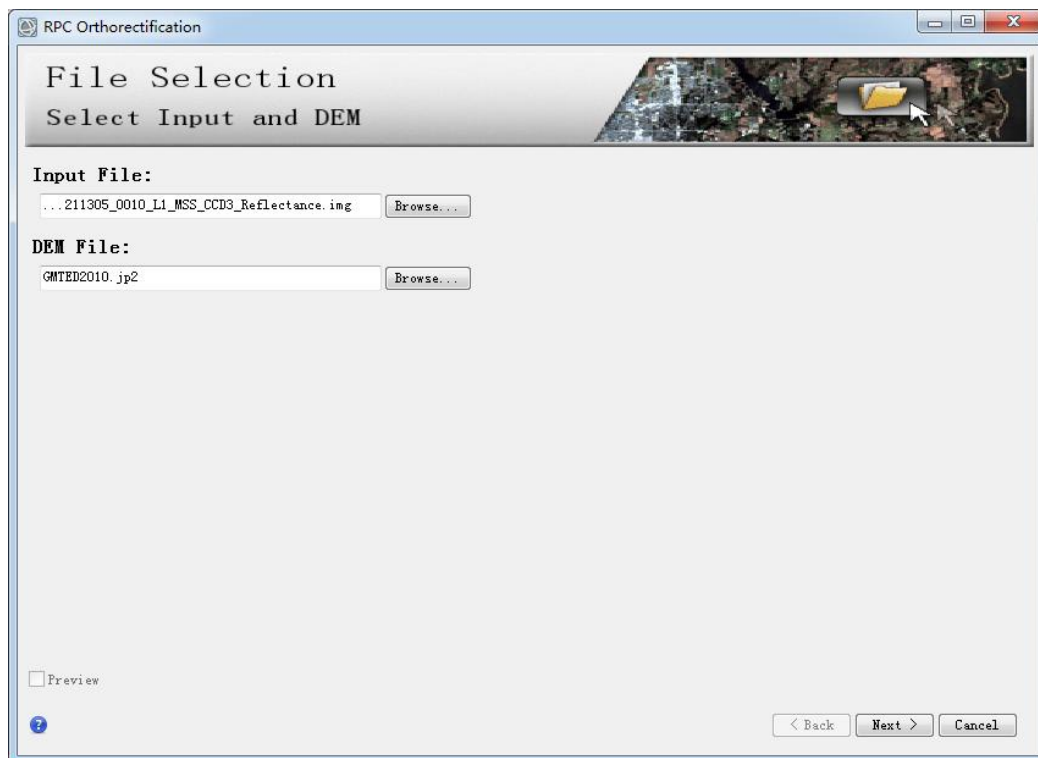 RPC Orthorectification
File Selection
Select Input and DEM
Input File:
...211305_0010_L1_MSS_CCD3_Reflectance.img Browse...
DEM File:
GMTED2010.jp2 Browse...
Preview
< Back Next > Cancel